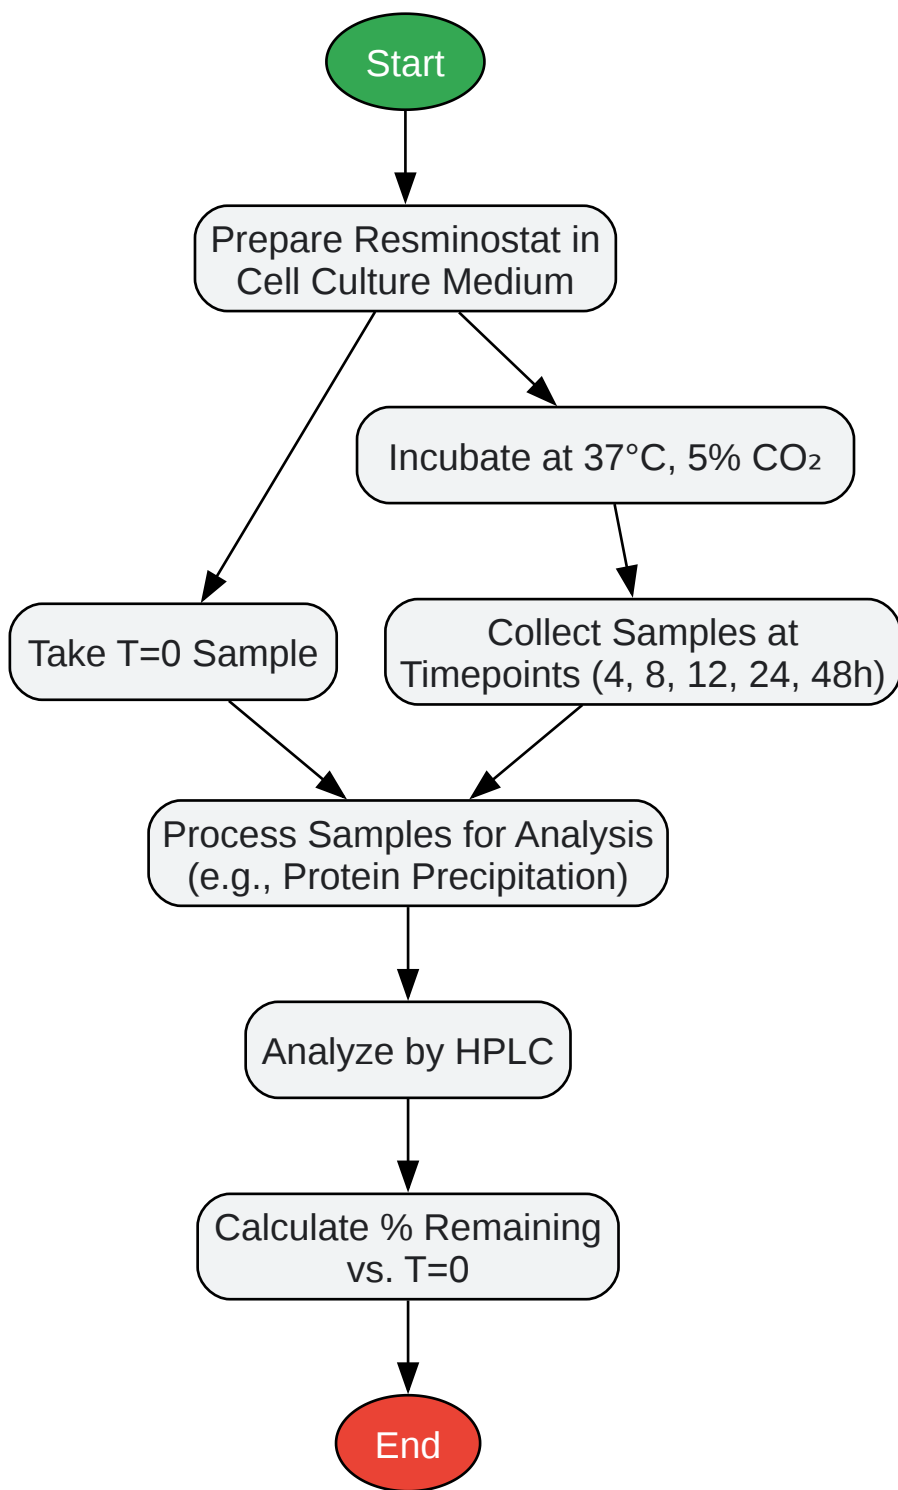 Start
Prepare Resminostat in
Cell Culture Medium
Incubate at 37°C, 5% CO₂
Take T=0 Sample
Collect Samples at
Timepoints (4, 8, 12, 24, 48h)
Process Samples for Analysis
(e.g., Protein Precipitation)
Analyze by HPLC
Calculate % Remaining
vs. T=0
End